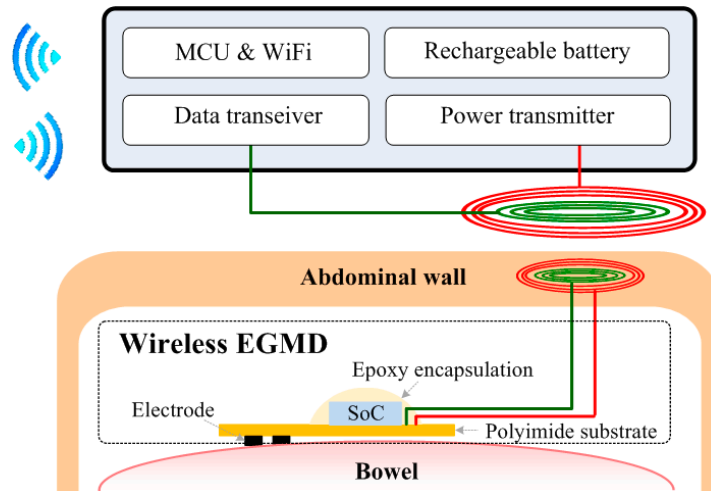 MCU & WiFi
Rechargeable battery
Data transeiver
Power transmitter
Abdominal wall
Wireless EGMD
Epoxy encapsulation
Electrode
SoC
Polyimide substrate
Bowel